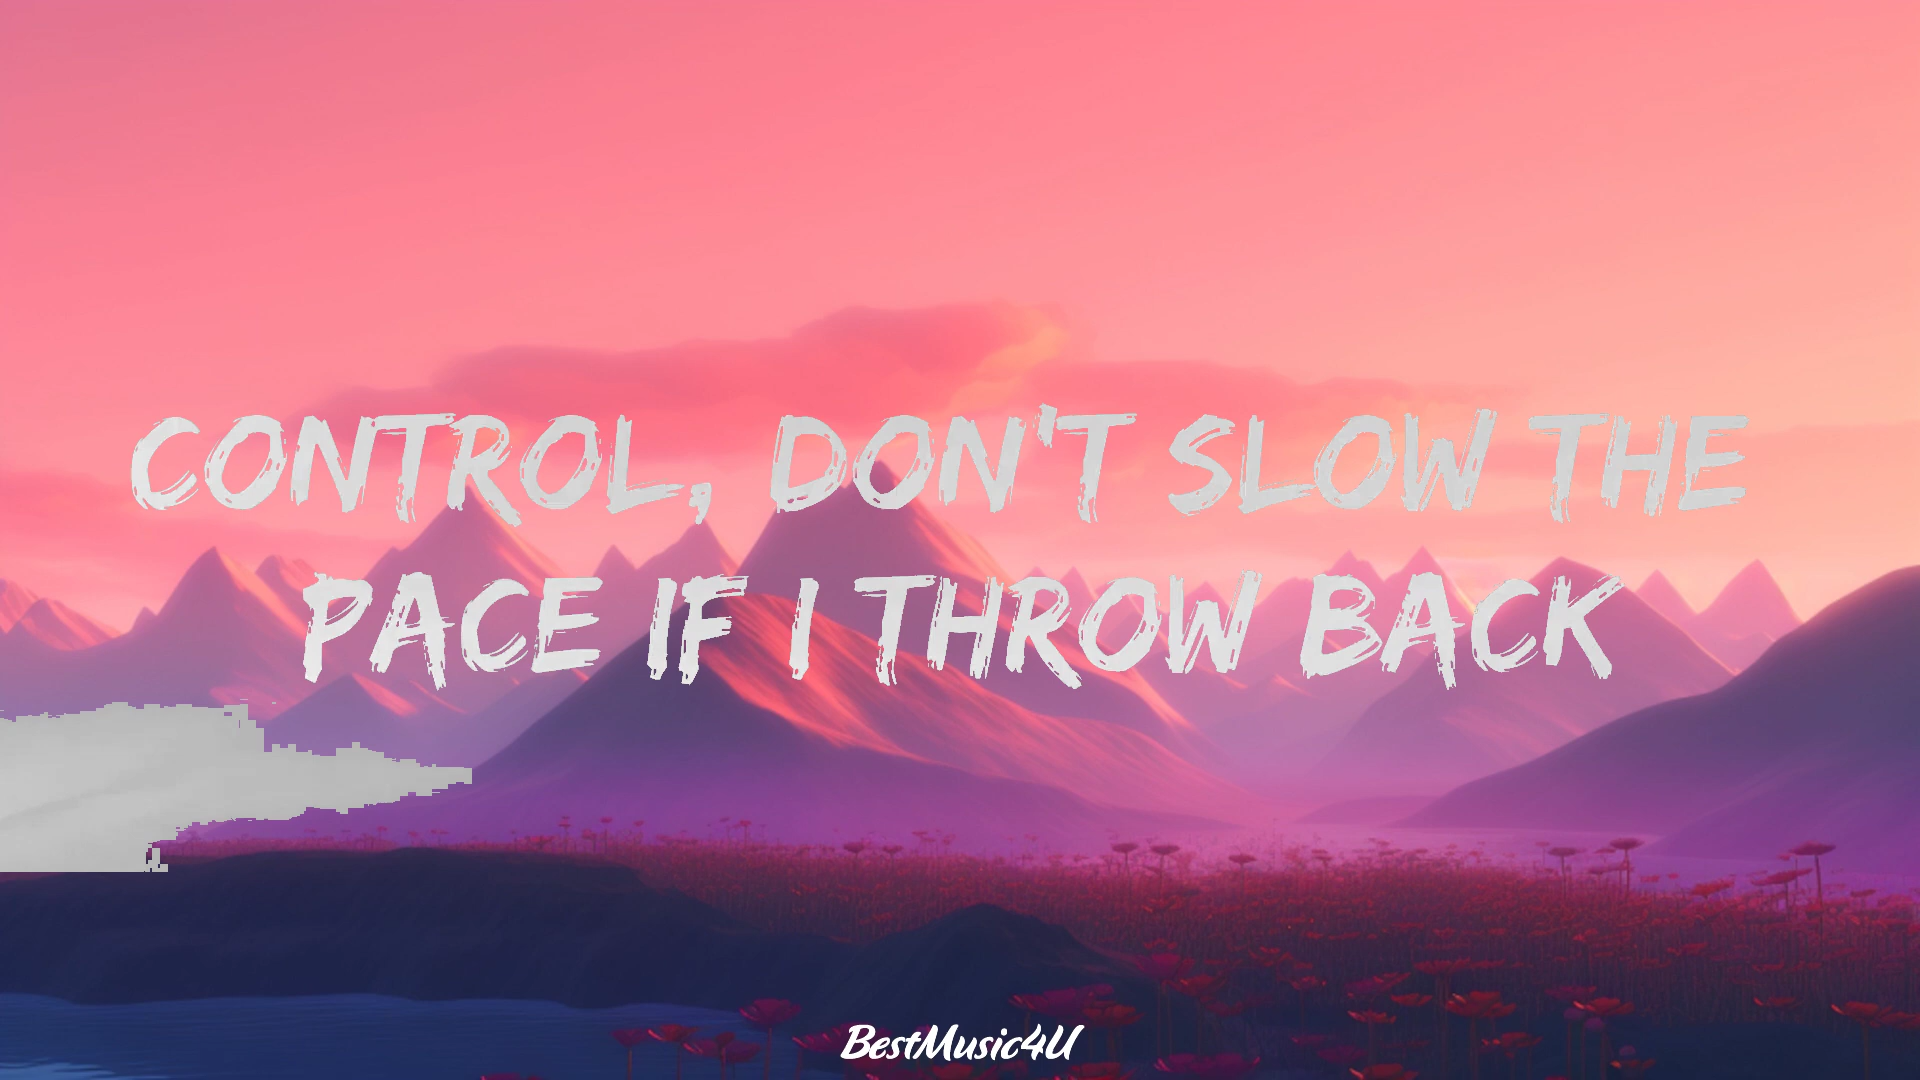 CONTROL, DON'T SLOW THE
PACE IF I THROW BACK
BestMusic4U